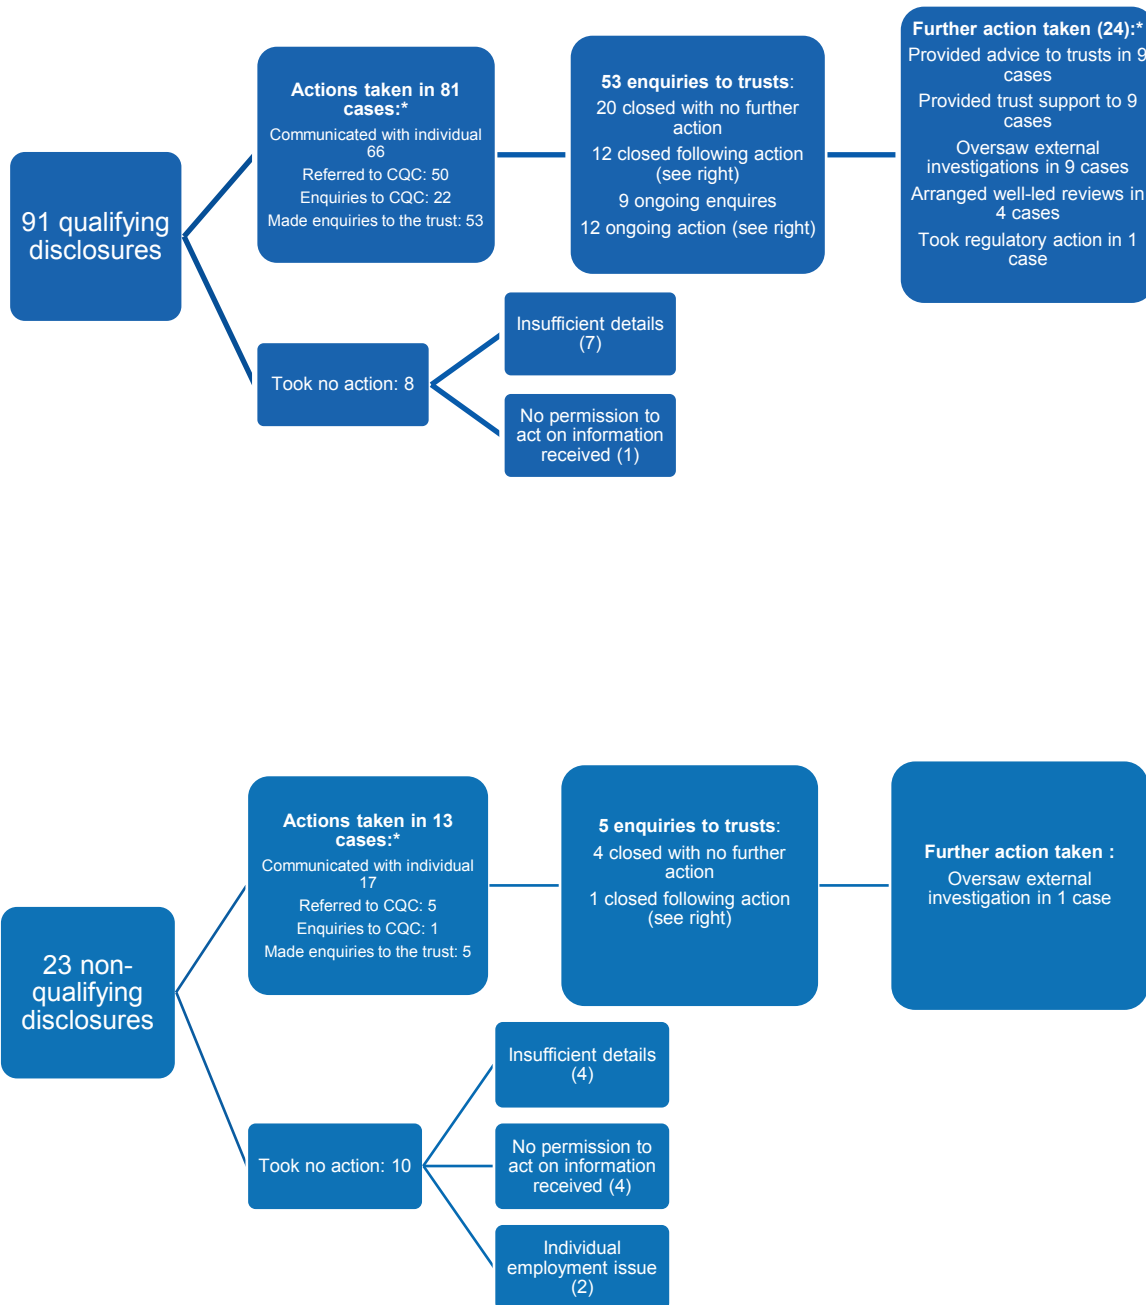 91 qualifying
disclosures
Actions taken in 81
cases:*
Communicated with individual
66
Referred to CQC: 50
Enquiries to CQC: 22
Made enquiries to the trust: 53
53 enquiries to trusts:
20 closed with no further
action
12 closed following action
(see right)
9 ongoing enquires
12 ongoing action (see right)
Further action taken (24):*
Provided advice to trusts in 9
cases
Provided trust support to 9
cases
Oversaw external
investigations in 9 cases
Arranged well-led reviews in
4 cases
Took regulatory action in 1
case
Took no action: 8
Insufficient details
(7)
No permission to
act on information
received (1)
23 non-
qualifying
disclosures
Actions taken in 13
cases:*
Communicated with individual
17
Referred to CQC: 5
Enquiries to CQC: 1
Made enquiries to the trust: 5
5 enquiries to trusts:
4 closed with no further
action
1 closed following action
(see right)
Further action taken :
Oversaw external
investigation in 1 case
Took no action: 10
Insufficient details
(4)
No permission to
act on information
received (4)
Individual
employment issue
(2)